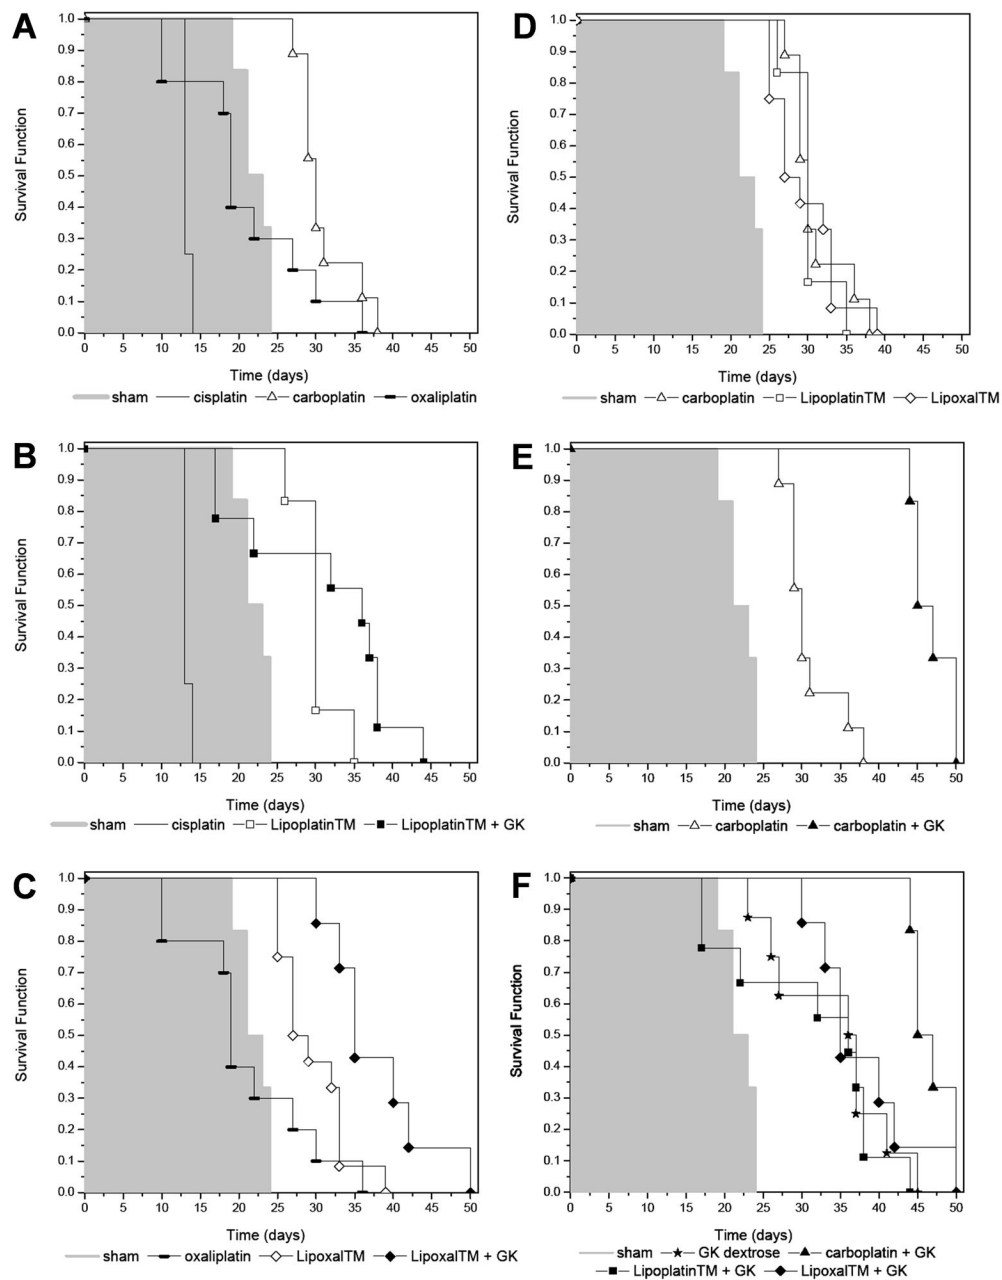 A
Survival Function
1.0
0.9
0.8
0.7
0.6
0.5
0.4
0.3
0.2
0.1
0.0
0 5 10 15 20 25 30 35 40 45 50
Time (days)
sham cisplatin carboplatin oxaliplatin
B
Survival Function
1.0
0.9
0.8
0.7
0.6
0.5
0.4
0.3
0.2
0.1
0.0
0 5 10 15 20 25 30 35 40 45 50
Time (days)
sham cisplatin LipoplatinTM LipoplatinTM + GK
C
Survival Function
1.0
0.9
0.8
0.7
0.6
0.5
0.4
0.3
0.2
0.1
0.0
0 5 10 15 20 25 30 35 40 45 50
Time (days)
sham oxaliplatin LipoxalTM LipoxalTM + GK
D
Survival Function
1.0
0.9
0.8
0.7
0.6
0.5
0.4
0.3
0.2
0.1
0.0
0 5 10 15 20 25 30 35 40 45 50
Time (days)
sham carboplatin LipoplatinTM LipoxalTM
E
Survival Function
1.0
0.9
0.8
0.7
0.6
0.5
0.4
0.3
0.2
0.1
0.0
0 5 10 15 20 25 30 35 40 45 50
Time (days)
sham carboplatin carboplatin + GK
F
Survival Function
1.0
0.9
0.8
0.7
0.6
0.5
0.4
0.3
0.2
0.1
0.0
0 5 10 15 20 25 30 35 40 45 50
Time (days)
sham GK dextrose carboplatin + GK
LipoplatinTM + GK LipoxalTM + GK